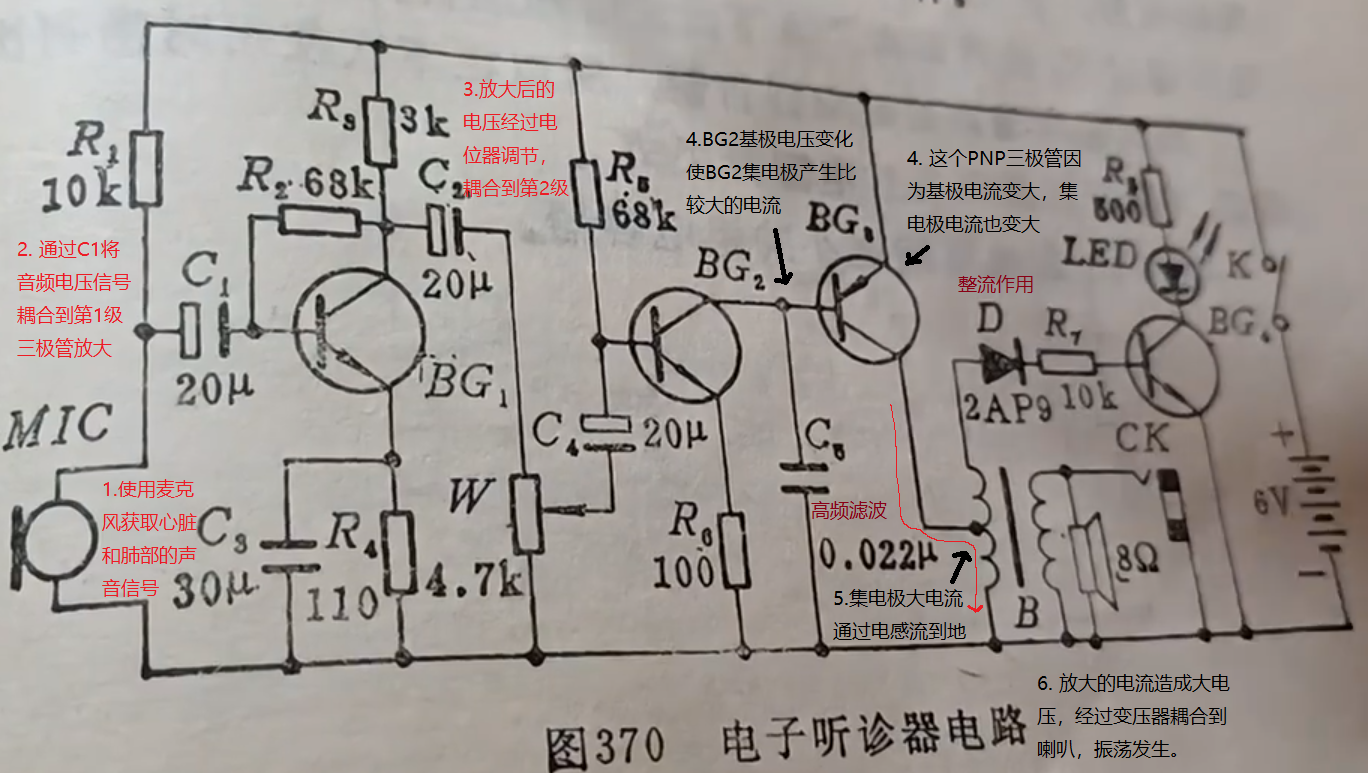 R₃
3k
3.放大后的
电压经过电
位器调节，
耦合到第2级
R₁
10k
R₂ 68k
C₂
20μ
R₅
68k
4.BG2基极电压变化
使BG2集电极产生比
较大的电流
4. 这个PNP三极管因
为基极电流变大，集
电极电流也变大
BG₃
BG₂
R₈
300
LED
K
BG₄
2. 通过C1将
音频电压信号
耦合到第1级
三极管放大
C₁
20μ
BG₁
整流作用
D
R₇
2AP9
10k
MIC
C₄
20μ
C₅
高频滤波
0.022μ
CK
6V
+
−
1.使用麦克
风获取心脏
和肺部的声
音信号
C₃
30μ
R₄
110
W
4.7k
R₆
100
5.集电极大电流
通过电感流到地
B
8Ω
6. 放大的电流造成大电
压，经过变压器耦合到
喇叭，振荡发生。
图370 电子听诊器电路